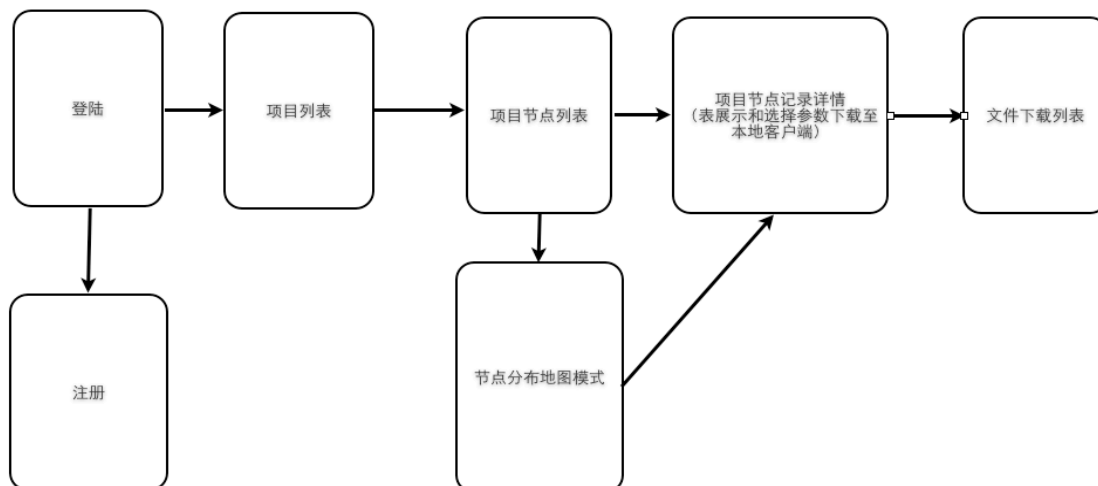 登陆
项目列表
项目节点列表
项目节点记录详情
（表展示和选择参数下载至
本地客户端）
文件下载列表
注册
节点分布地图模式